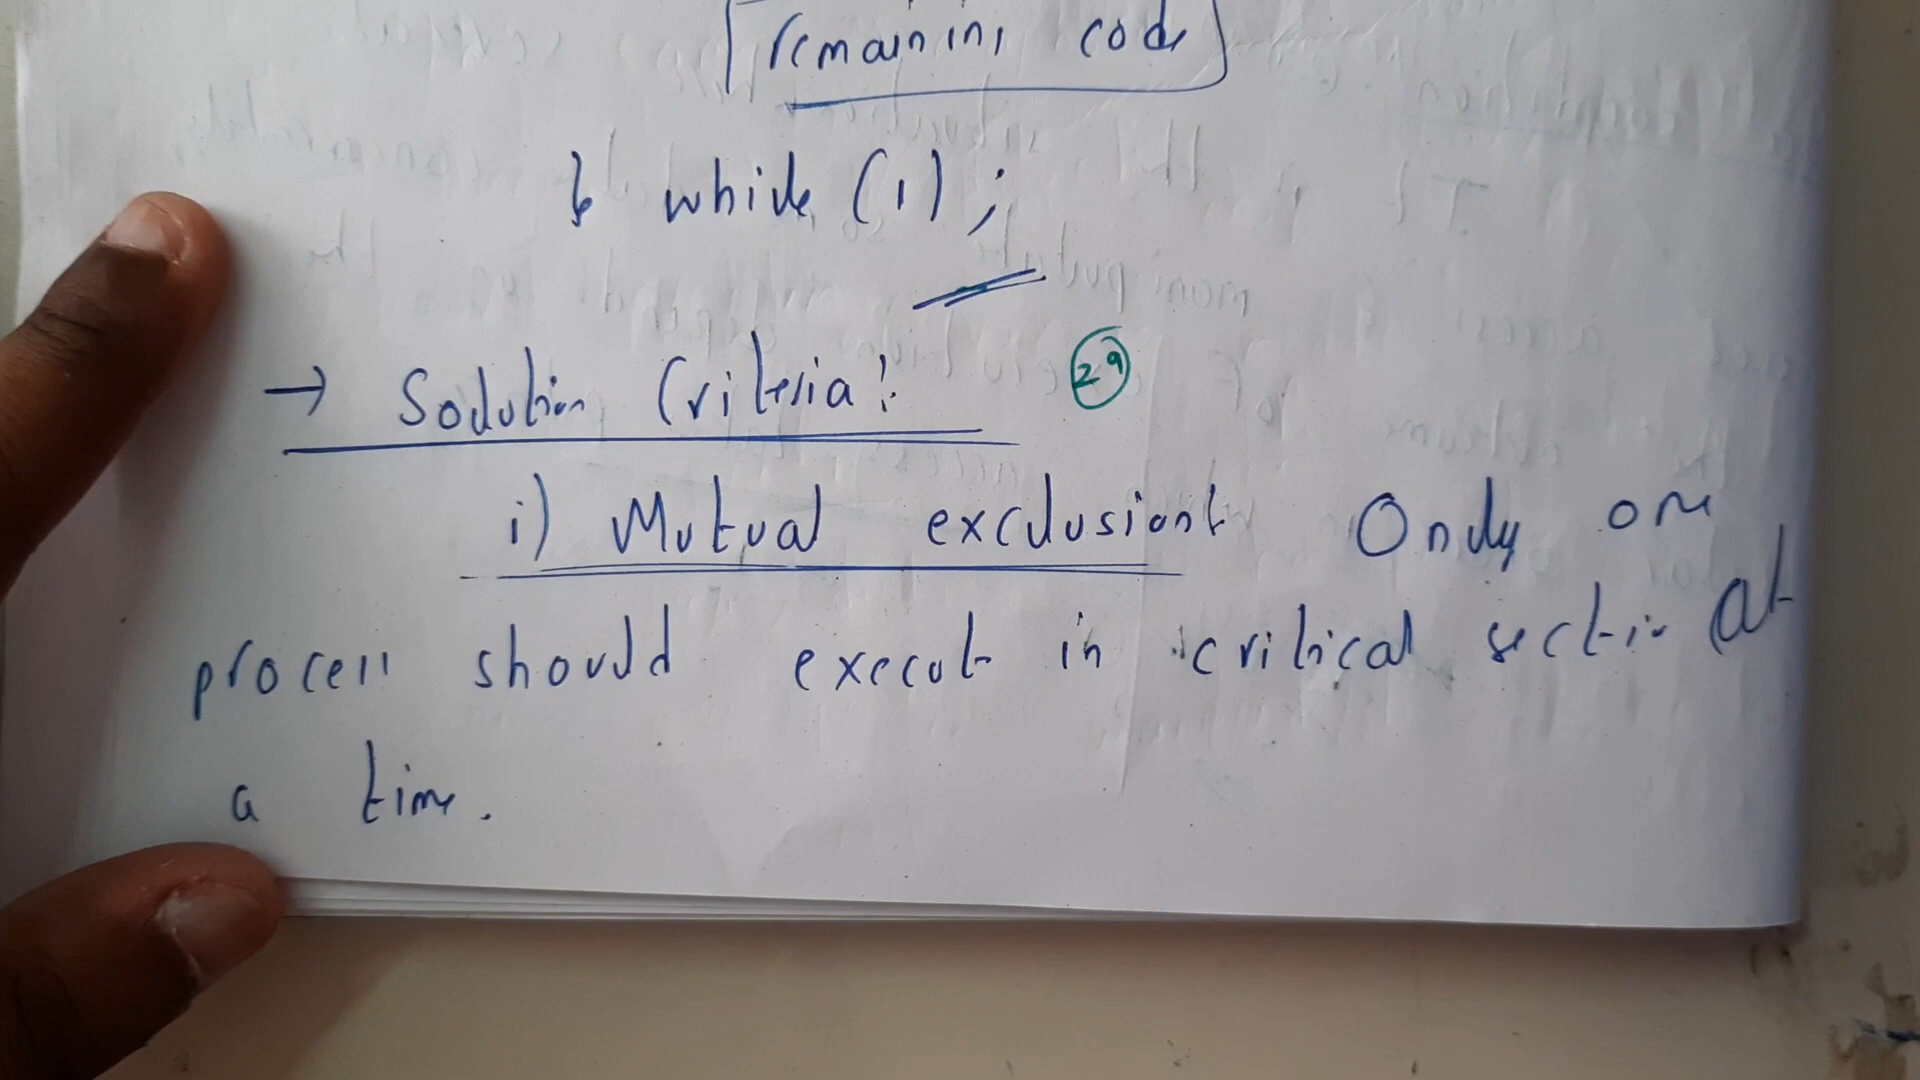 remaining code
} while (1);
→ Solution Criteria: 29
i) Mutual exclusion: Only one
process should execute in critical section at
a time.